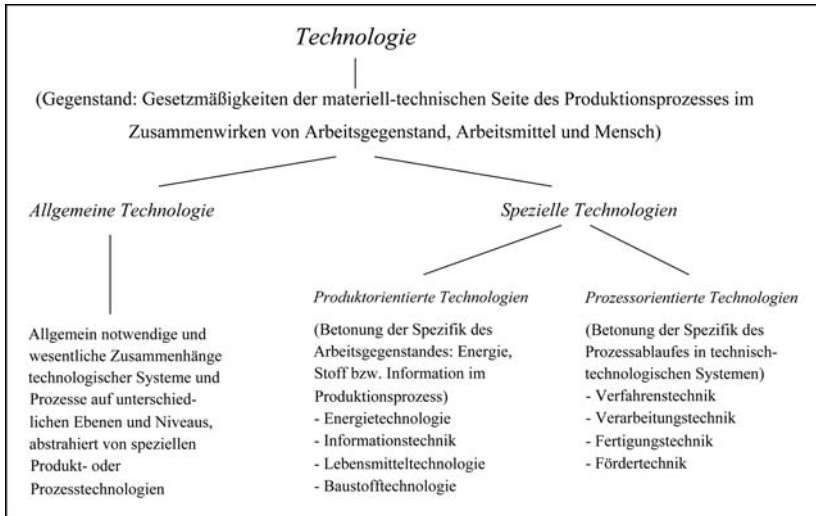 Technologie
(Gegenstand: Gesetzmäßigkeiten der materiell-technischen Seite des Produktionsprozesses im
Zusammenwirken von Arbeitsgegenstand, Arbeitsmittel und Mensch)
Allgemeine Technologie
Allgemein notwendige und
wesentliche Zusammenhänge
technologischer Systeme und
Prozesse auf unterschied-
lichen Ebenen und Niveaus,
abstrahiert von speziellen
Produkt- oder
Prozesstechnologien
Spezielle Technologien
Produktorientierte Technologien
(Betonung der Spezifik des
Arbeitsgegenstandes: Energie,
Stoff bzw. Information im
Produktionsprozess)
- Energietechnologie
- Informationstechnik
- Lebensmitteltechnologie
- Baustofftechnologie
Prozessorientierte Technologien
(Betonung der Spezifik des
Prozessablaufes in technisch-
technologischen Systemen)
- Verfahrenstechnik
- Verarbeitungstechnik
- Fertigungstechnik
- Fördertechnik